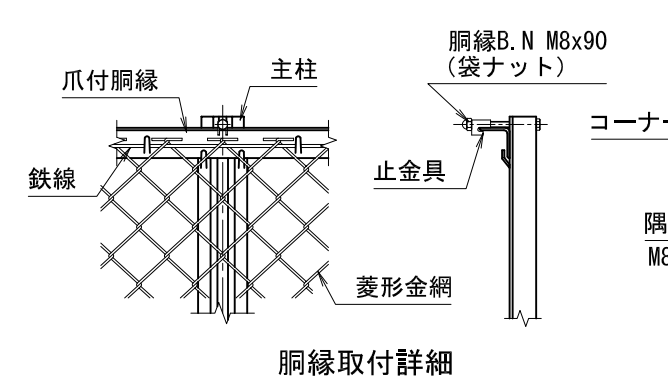 胴縁B.N M8x90
(袋ナット)
爪付胴縁
主柱
コーナー
鉄線
止金具
隅
M8
菱形金網
胴縁取付詳細